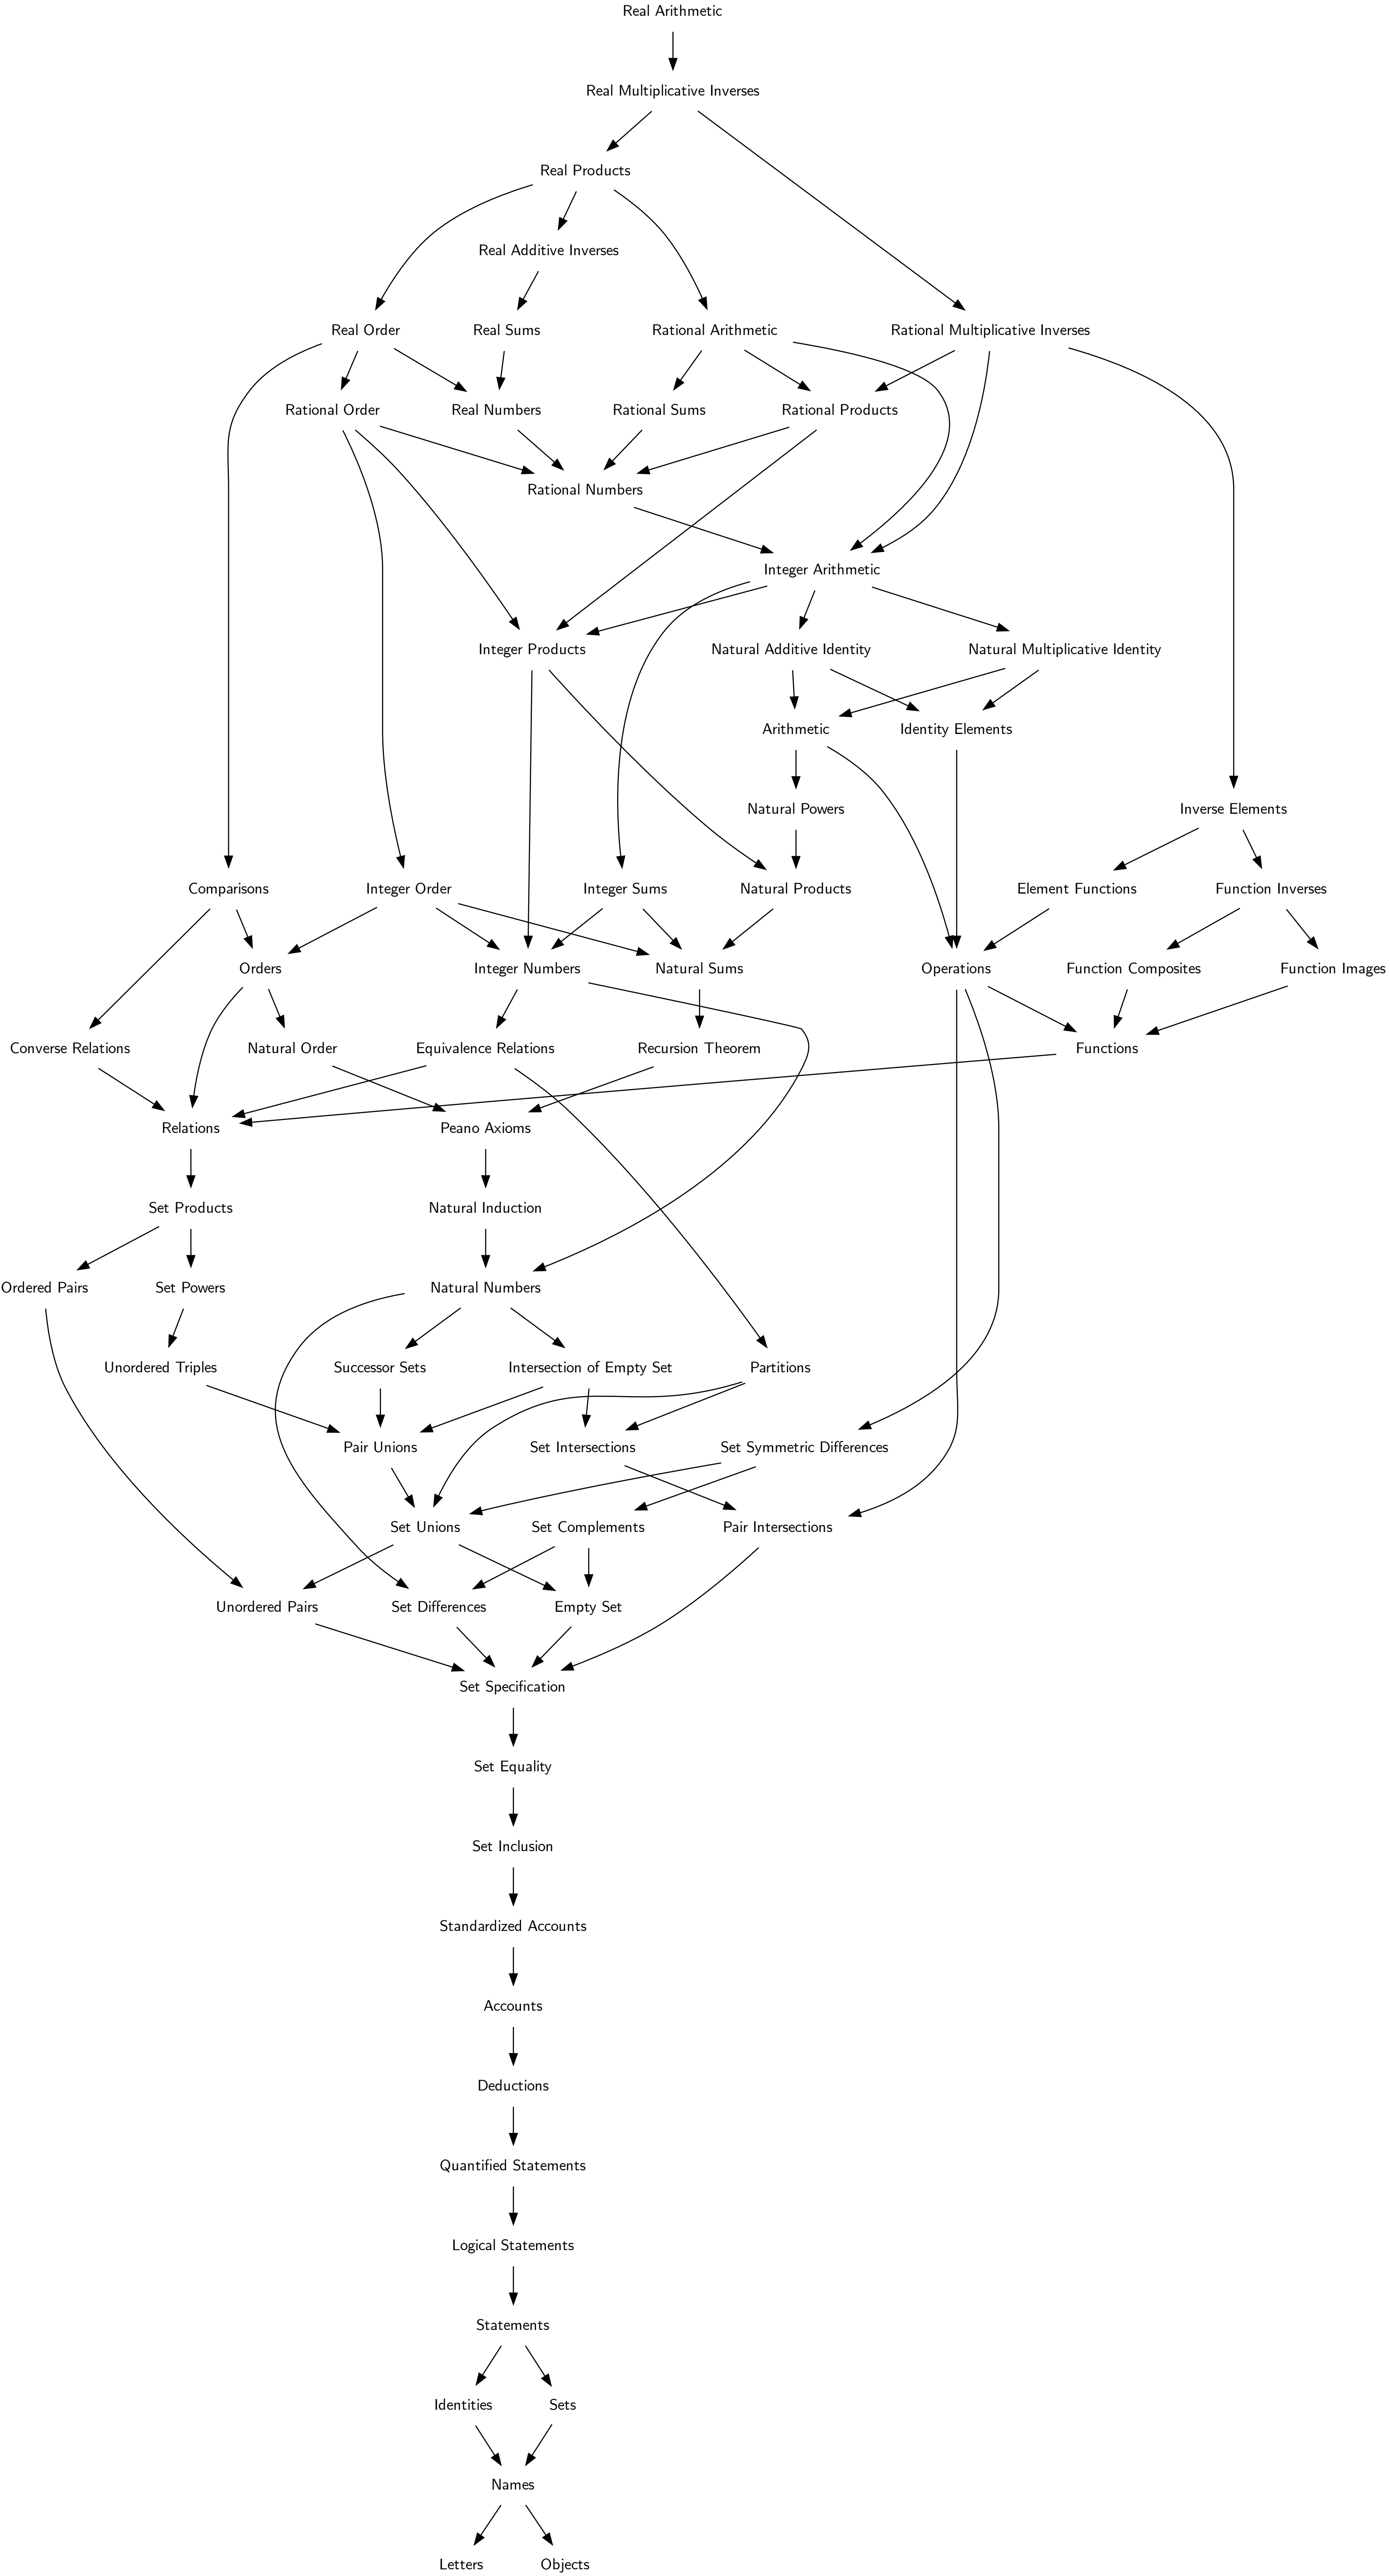 Real Arithmetic
Real Multiplicative Inverses
Real Products
Real Additive Inverses
Real Order
Real Sums
Rational Arithmetic
Rational Multiplicative Inverses
Rational Order
Real Numbers
Rational Sums
Rational Products
Rational Numbers
Integer Arithmetic
Integer Products
Natural Additive Identity
Natural Multiplicative Identity
Arithmetic
Identity Elements
Natural Powers
Inverse Elements
Comparisons
Integer Order
Integer Sums
Natural Products
Element Functions
Function Inverses
Orders
Integer Numbers
Natural Sums
Operations
Function Composites
Function Images
Converse Relations
Natural Order
Equivalence Relations
Recursion Theorem
Functions
Relations
Peano Axioms
Set Products
Natural Induction
Ordered Pairs
Set Powers
Natural Numbers
Unordered Triples
Successor Sets
Intersection of Empty Set
Partitions
Pair Unions
Set Intersections
Set Symmetric Differences
Set Unions
Set Complements
Pair Intersections
Unordered Pairs
Set Differences
Empty Set
Set Specification
Set Equality
Set Inclusion
Standardized Accounts
Accounts
Deductions
Quantified Statements
Logical Statements
Statements
Identities
Sets
Names
Letters
Objects